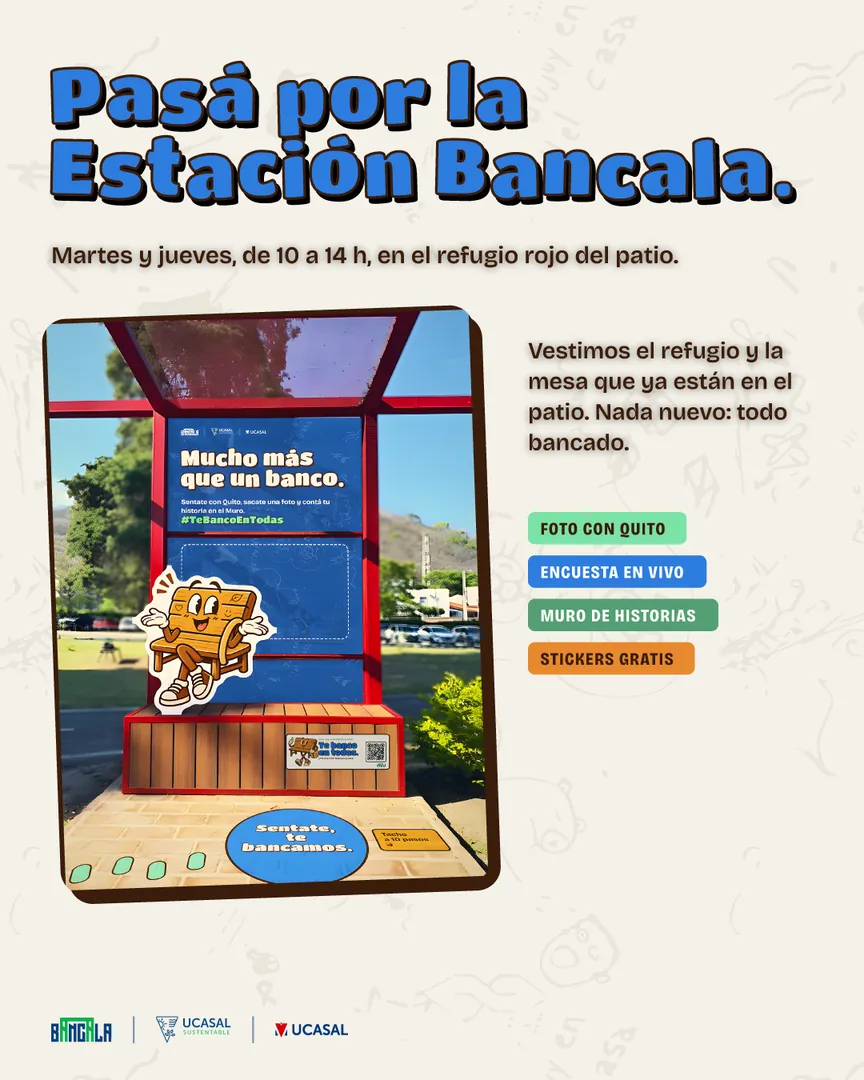 Pasá por la
Estación Bancala.
Martes y jueves, de 10 a 14 h, en el refugio rojo del patio.
Vestimos el refugio y la
mesa que ya están en el
patio. Nada nuevo: todo
bancado.
FOTO CON QUITO
ENCUESTA EN VIVO
MURO DE HISTORIAS
STICKERS GRATIS
BANCALA
UCASAL
UCASAL
Mucho más
que un banco.
Sentate con Quito, sacate una foto y contá tu
historia en el Muro.
#TeBancoEnTodas
Te banco
en todas.
Sentate,
te
bancamos.
Tacho
a 10 pasos
BANCALA
UCASAL
SUSTENTABLE
UCASAL